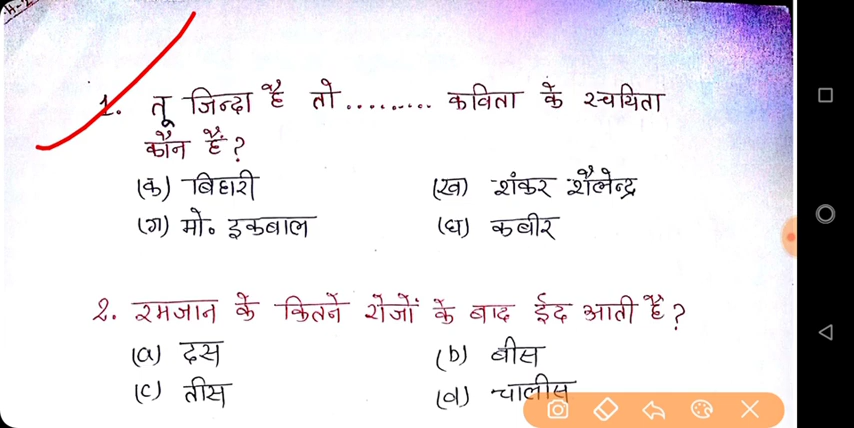 1. तू जिन्दा है तो ......... कविता के रचयिता
कौन है?
(क) बिहारी (ख) शंकर शैलेन्द्र
(ग) मो॰ इकबाल (घ) कबीर
2. रमजान के कितने रोजों के बाद ईद आती है?
(a) दस (b) बीस
(c) तीस (d) चालीस